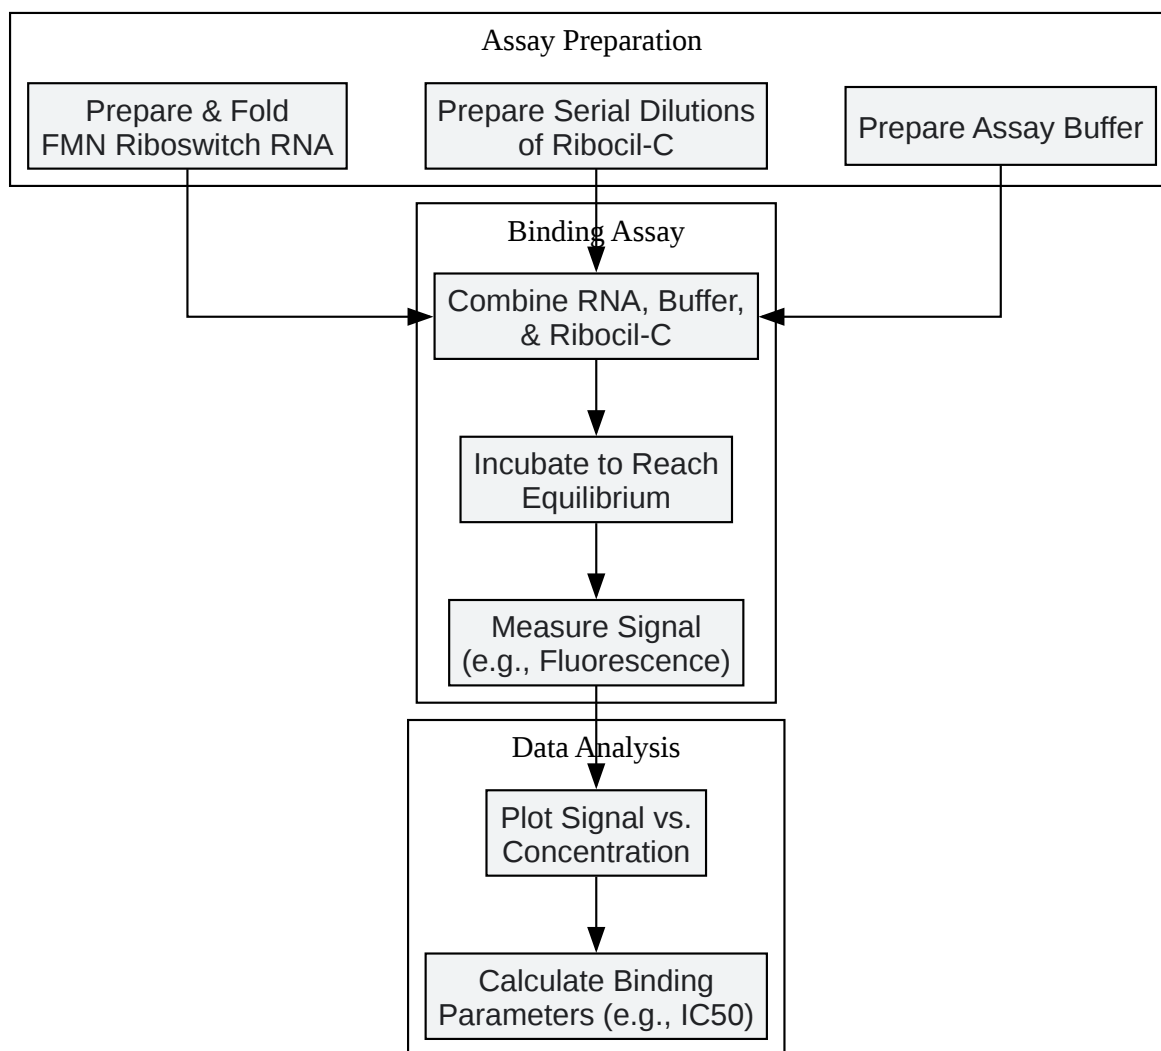 Assay Preparation
Prepare & Fold
FMN Riboswitch RNA
Prepare Serial Dilutions
of Ribocil-C
Prepare Assay Buffer
Binding Assay
Combine RNA, Buffer,
& Ribocil-C
Incubate to Reach
Equilibrium
Measure Signal
(e.g., Fluorescence)
Data Analysis
Plot Signal vs.
Concentration
Calculate Binding
Parameters (e.g., IC50)